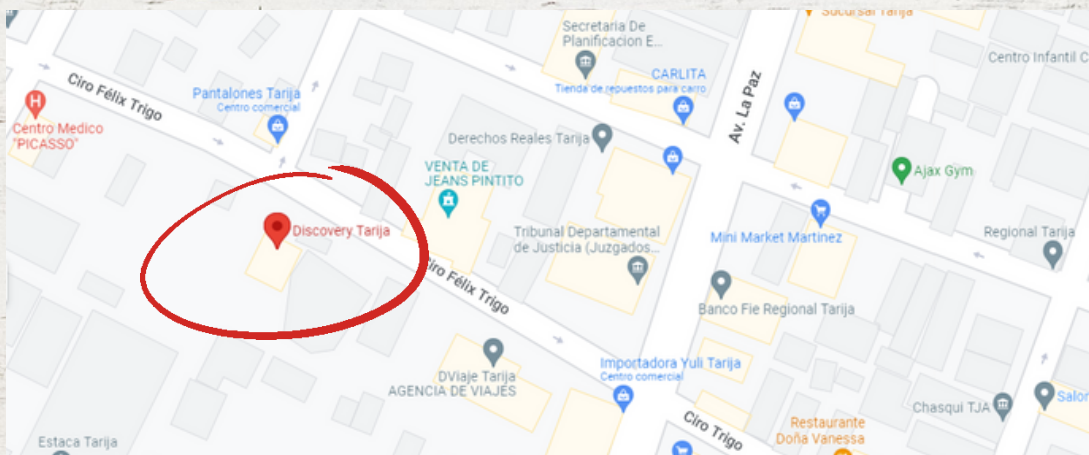 Sucursal Tarija
Secretaria De
Planificacion E...
Centro Infantil C
CARLITA
Tienda de repuestos para carro
Ciro Félix Trigo
Pantalones Tarija
Centro comercial
Av. La Paz
H
Centro Medico
"PICASSO"
Derechos Reales Tarija
VENTA DE
JEANS PINTITO
Ajax Gym
Discovery Tarija
Tribunal Departamental
de Justicia (Juzgados...
Mini Market Martinez
Regional Tarija
Ciro Félix Trigo
Banco Fie Regional Tarija
Importadora Yuli Tarija
Centro comercial
DViaje Tarija
AGENCIA DE VIAJES
Chasqui TJA
Salon
Ciro Trigo
Restaurante
Doña Vanessa
Estaca Tarija